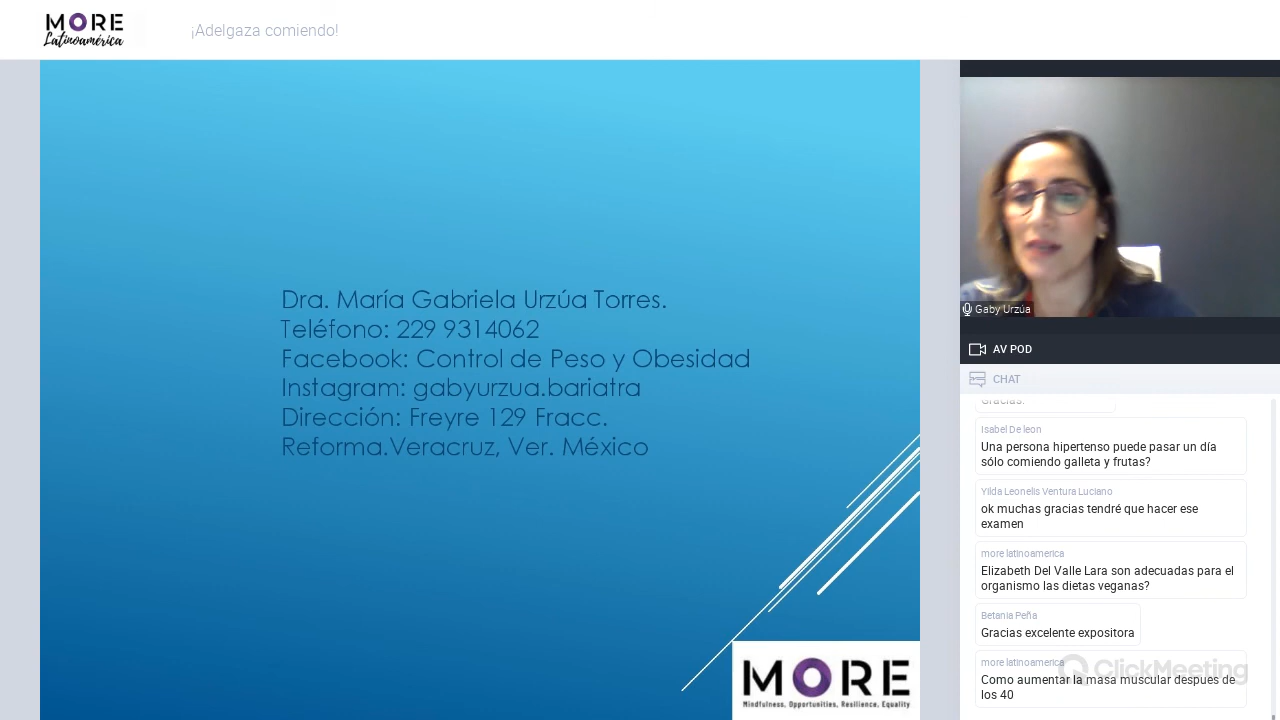 MORE
Latinoamérica
¡Adelgaza comiendo!
Dra. María Gabriela Urzúa Torres.
Teléfono: 229 9314062
Facebook: Control de Peso y Obesidad
Instagram: gabyurzua.bariatra
Dirección: Freyre 129 Fracc.
Reforma.Veracruz, Ver. México
MORE
Mindfulness, Opportunities, Resilience, Equality
Gaby Urzúa
AV POD
CHAT
Gracias.
Isabel De leon
Una persona hipertenso puede pasar un día
sólo comiendo galleta y frutas?
Yilda Leonelis Ventura Luciano
ok muchas gracias tendré que hacer ese
examen
more latinoamerica
Elizabeth Del Valle Lara son adecuadas para el
organismo las dietas veganas?
Betania Peña
Gracias excelente expositora
more latinoamerica
ClickMeeting
Como aumentar la masa muscular despues de
los 40